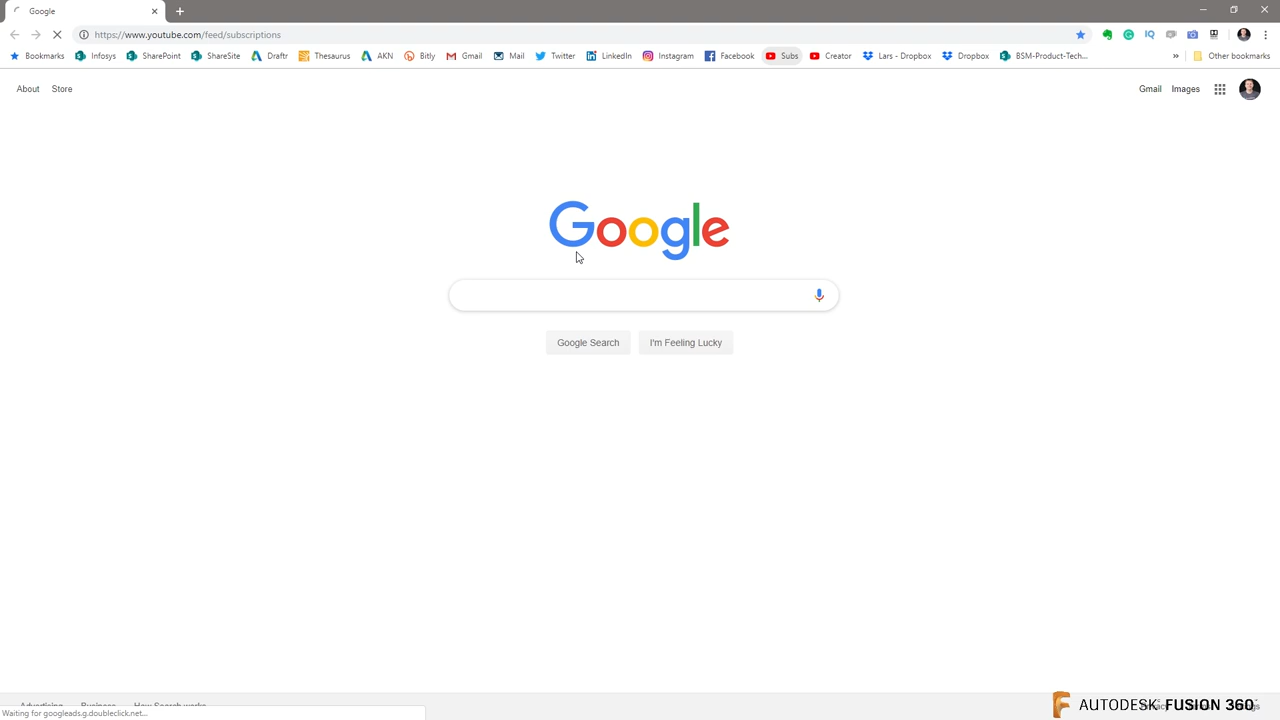 Google
https://www.youtube.com/feed/subscriptions
Bookmarks Infosys SharePoint ShareSite Draftr Thesaurus AKN Bitly Gmail Mail Twitter LinkedIn Instagram Facebook Subs Creator Lars - Dropbox Dropbox BSM-Product-Tech... » Other bookmarks
About Store Gmail Images
Google
Google Search I'm Feeling Lucky
Advertising Business How Search works
Waiting for googleads.g.doubleclick.net...
AUTODESK FUSION 360